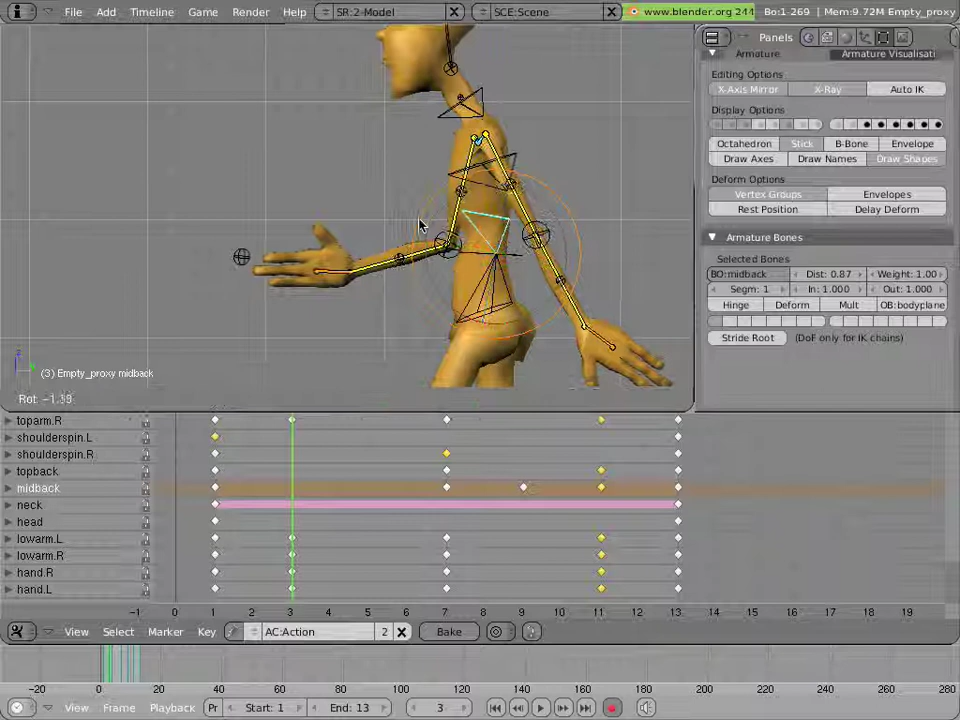 File Add Timeline Game Render Help SR:2-Model SCE:Scene www.blender.org 244 Bo:1-269 | Mem:9.72M Empty_proxy
Panels
Armature Armature Visualisati
Editing Options
X-Axis Mirror X-Ray Auto IK
Display Options
Octahedron Stick B-Bone Envelope
Draw Axes Draw Names Draw Shapes
Deform Options
Vertex Groups Envelopes
Rest Position Delay Deform
Armature Bones
Selected Bones
BO:midback Dist: 0.87 Weight: 1.00
Segm: 1 In: 1.000 Out: 1.000
Hinge Deform Mult OB:bodyplane
Stride Root (DoF only for IK chains)
(3) Empty_proxy midback
Rot: -1.39
toparm.R
shoulderspin.L
shoulderspin.R
topback
midback
neck
head
lowarm.L
lowarm.R
hand.R
hand.L
-1 0 1 2 3 4 5 6 7 8 9 10 11 12 13 14 15 16 17 18 19
View Select Marker Key AC:Action 2 Bake
-20 0 20 40 60 80 100 120 140 160 180 200 220 240 260 280
View Frame Playback Pr Start: 1 End: 13 3